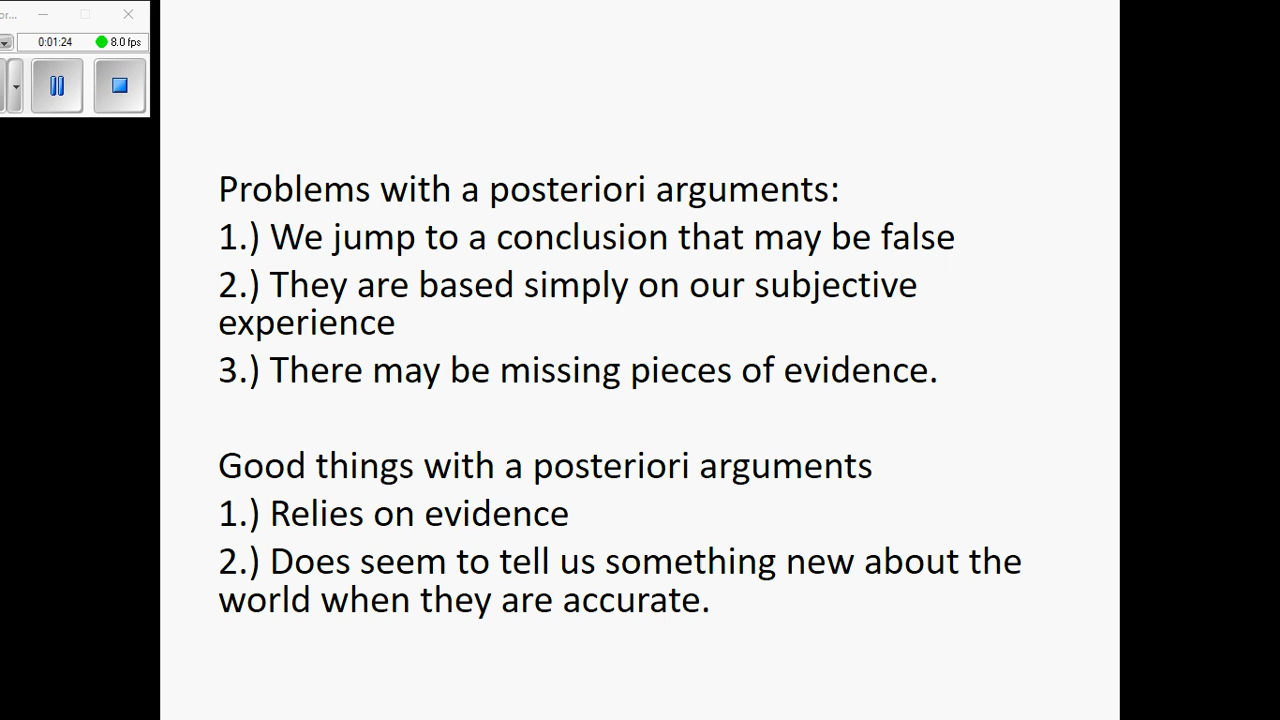 or...
0:01:24
8.0 fps
Problems with a posteriori arguments:
1.) We jump to a conclusion that may be false
2.) They are based simply on our subjective
experience
3.) There may be missing pieces of evidence.
Good things with a posteriori arguments
1.) Relies on evidence
2.) Does seem to tell us something new about the
world when they are accurate.